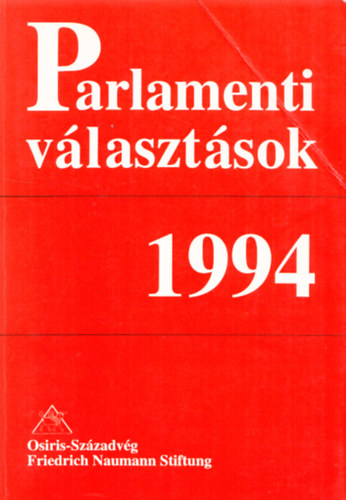 Parlamenti
választások
1994
Osiris-Századvég
Friedrich Naumann Stiftung